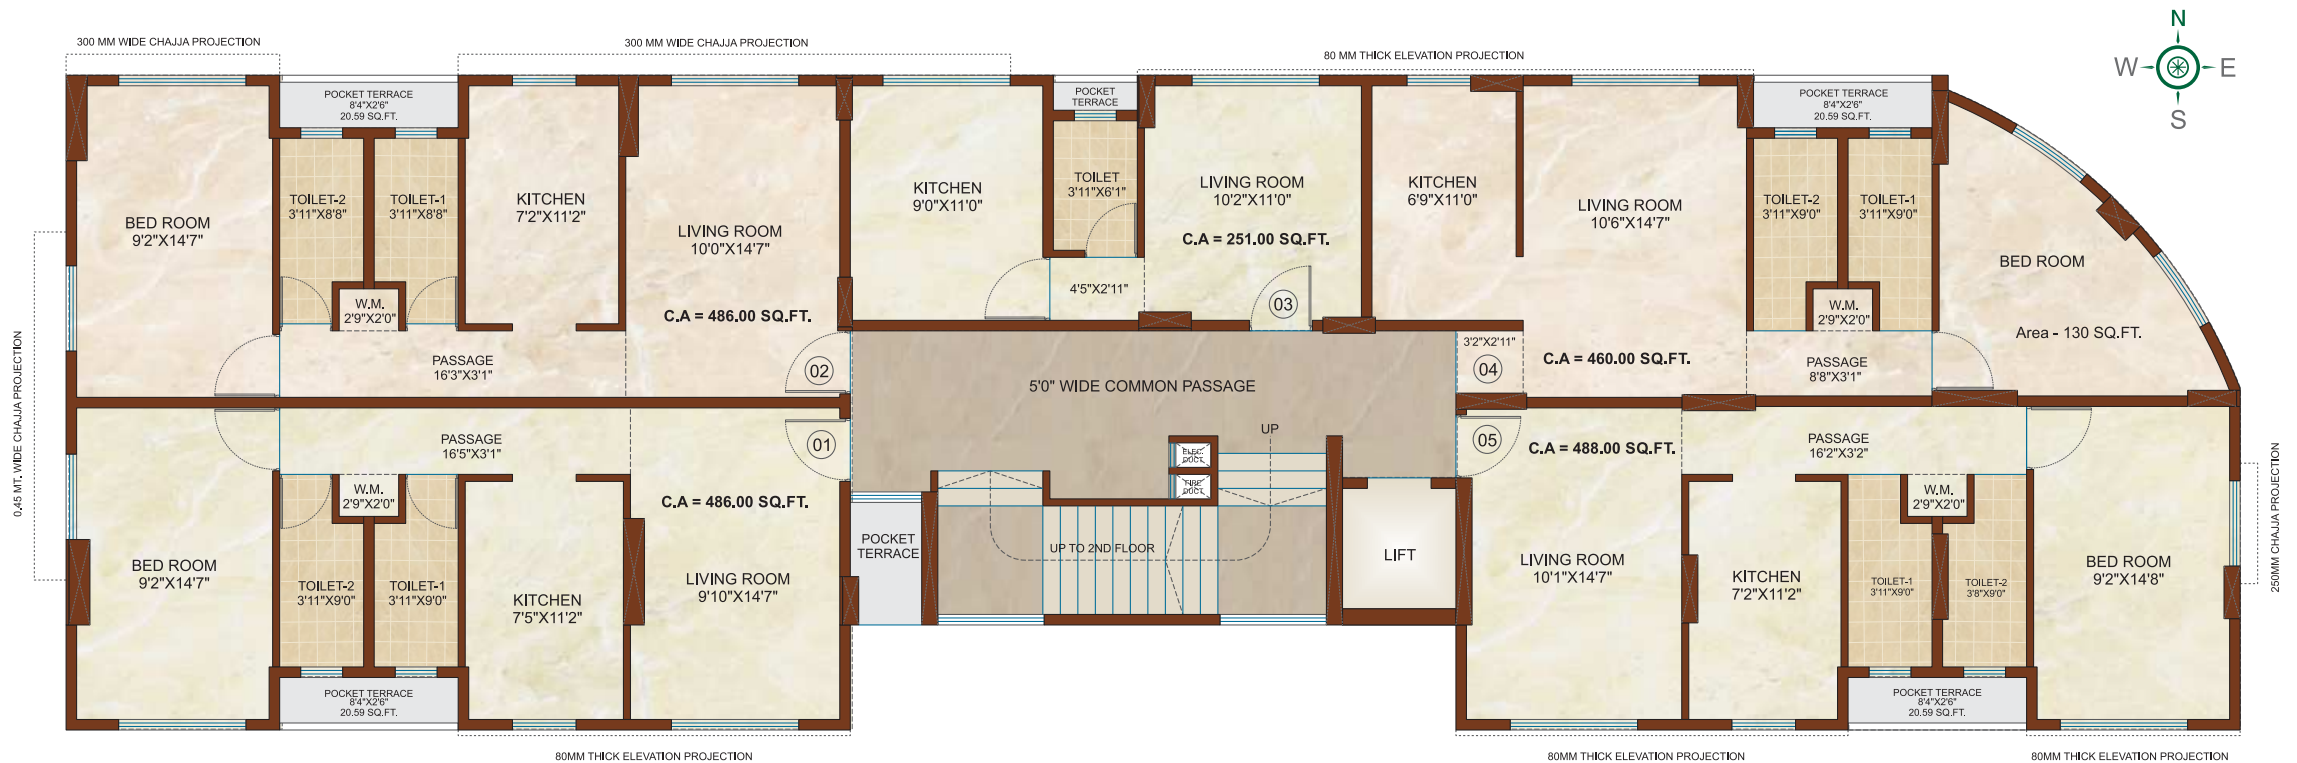 N
W
E
S
300 MM WIDE CHAJJA PROJECTION
300 MM WIDE CHAJJA PROJECTION
80 MM THICK ELEVATION PROJECTION
POCKET TERRACE
8'4"X2'6"
20.59 SQ.FT.
POCKET
TERRACE
POCKET TERRACE
8'4"X2'6"
20.59 SQ.FT.
BED ROOM
9'2"X14'7"
TOILET-2
3'11"X8'8"
TOILET-1
3'11"X8'8"
KITCHEN
7'2"X11'2"
LIVING ROOM
10'0"X14'7"
C.A = 486.00 SQ.FT.
W.M.
2'9"X2'0"
PASSAGE
16'3"X3'1"
02
KITCHEN
9'0"X11'0"
TOILET
3'11"X6'1"
4'5"X2'11"
LIVING ROOM
10'2"X11'0"
C.A = 251.00 SQ.FT.
03
KITCHEN
6'9"X11'0"
LIVING ROOM
10'6"X14'7"
TOILET-2
3'11"X9'0"
TOILET-1
3'11"X9'0"
W.M.
2'9"X2'0"
BED ROOM
Area - 130 SQ.FT.
3'2"X2'11"
04
C.A = 460.00 SQ.FT.
PASSAGE
8'8"X3'1"
5'0" WIDE COMMON PASSAGE
0.45 MT. WIDE CHAJJA PROJECTION
PASSAGE
16'5"X3'1"
01
W.M.
2'9"X2'0"
C.A = 486.00 SQ.FT.
BED ROOM
9'2"X14'7"
TOILET-2
3'11"X9'0"
TOILET-1
3'11"X9'0"
KITCHEN
7'5"X11'2"
LIVING ROOM
9'10"X14'7"
POCKET TERRACE
8'4"X2'6"
20.59 SQ.FT.
POCKET
TERRACE
UP
ELEC.
DUCT
FIRE
DUCT
UP TO 2ND FLOOR
LIFT
05
C.A = 488.00 SQ.FT.
PASSAGE
16'2"X3'2"
W.M.
2'9"X2'0"
LIVING ROOM
10'1"X14'7"
KITCHEN
7'2"X11'2"
TOILET-1
3'11"X9'0"
TOILET-2
3'8"X9'0"
BED ROOM
9'2"X14'8"
POCKET TERRACE
8'4"X2'6"
20.59 SQ.FT.
250MM CHAJJA PROJECTION
80MM THICK ELEVATION PROJECTION
80MM THICK ELEVATION PROJECTION
80MM THICK ELEVATION PROJECTION